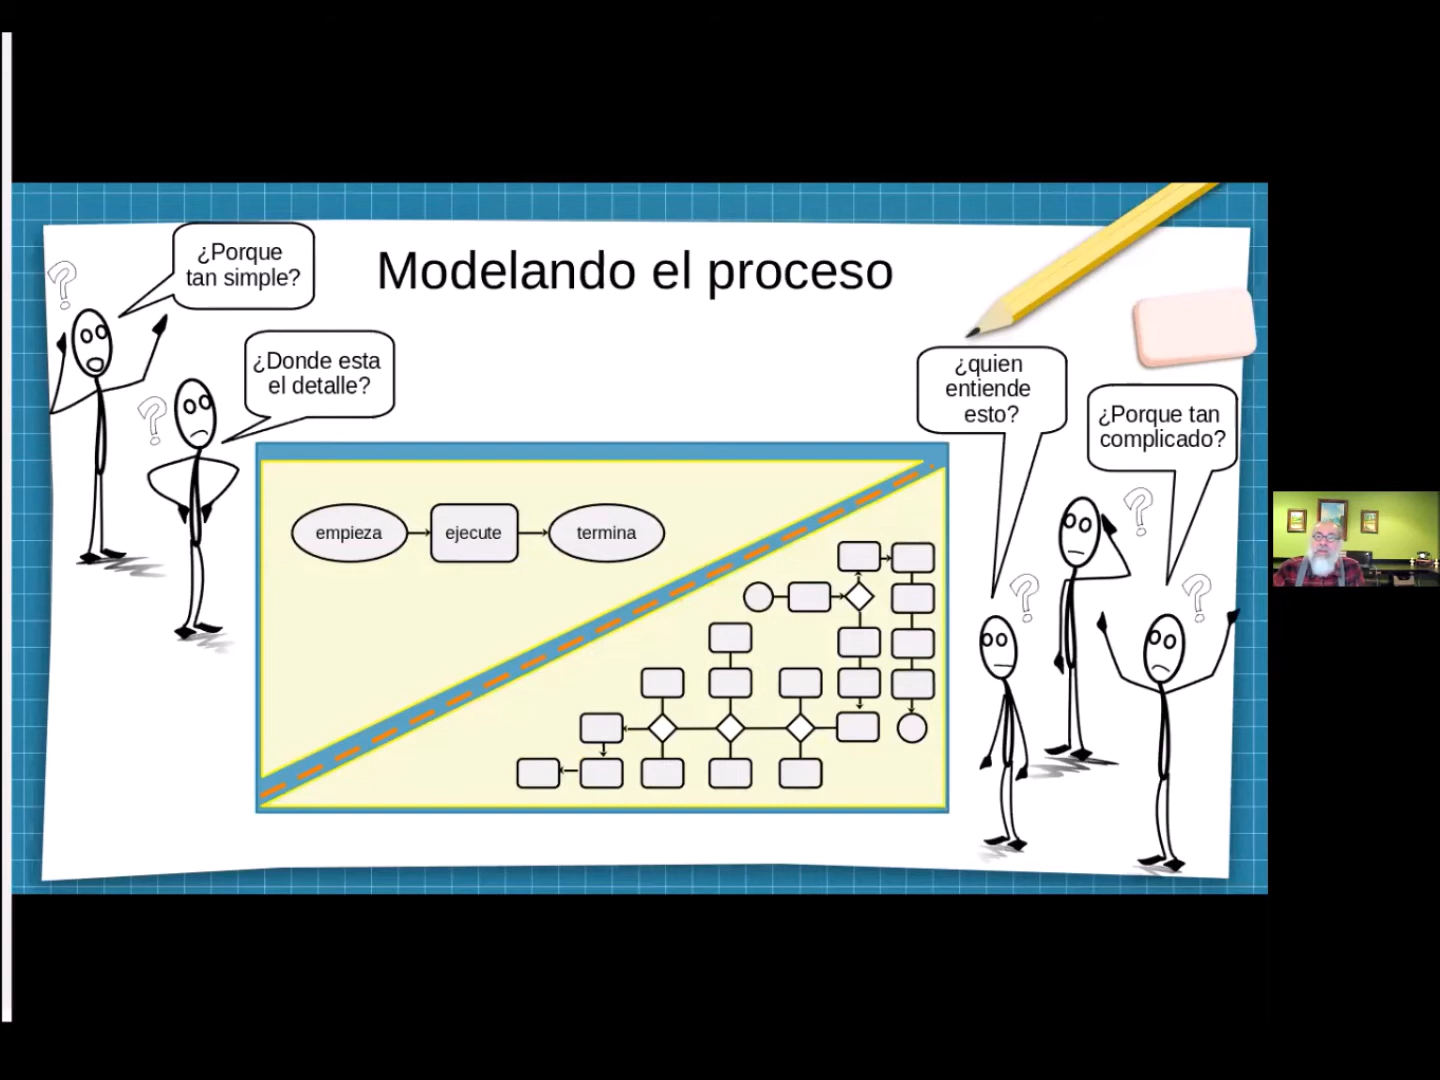 ¿Porque
tan simple?
Modelando el proceso
¿Donde esta
el detalle?
¿quien
entiende
esto?
¿Porque tan
complicado?
empieza
ejecute
termina
?
?
?
?
?